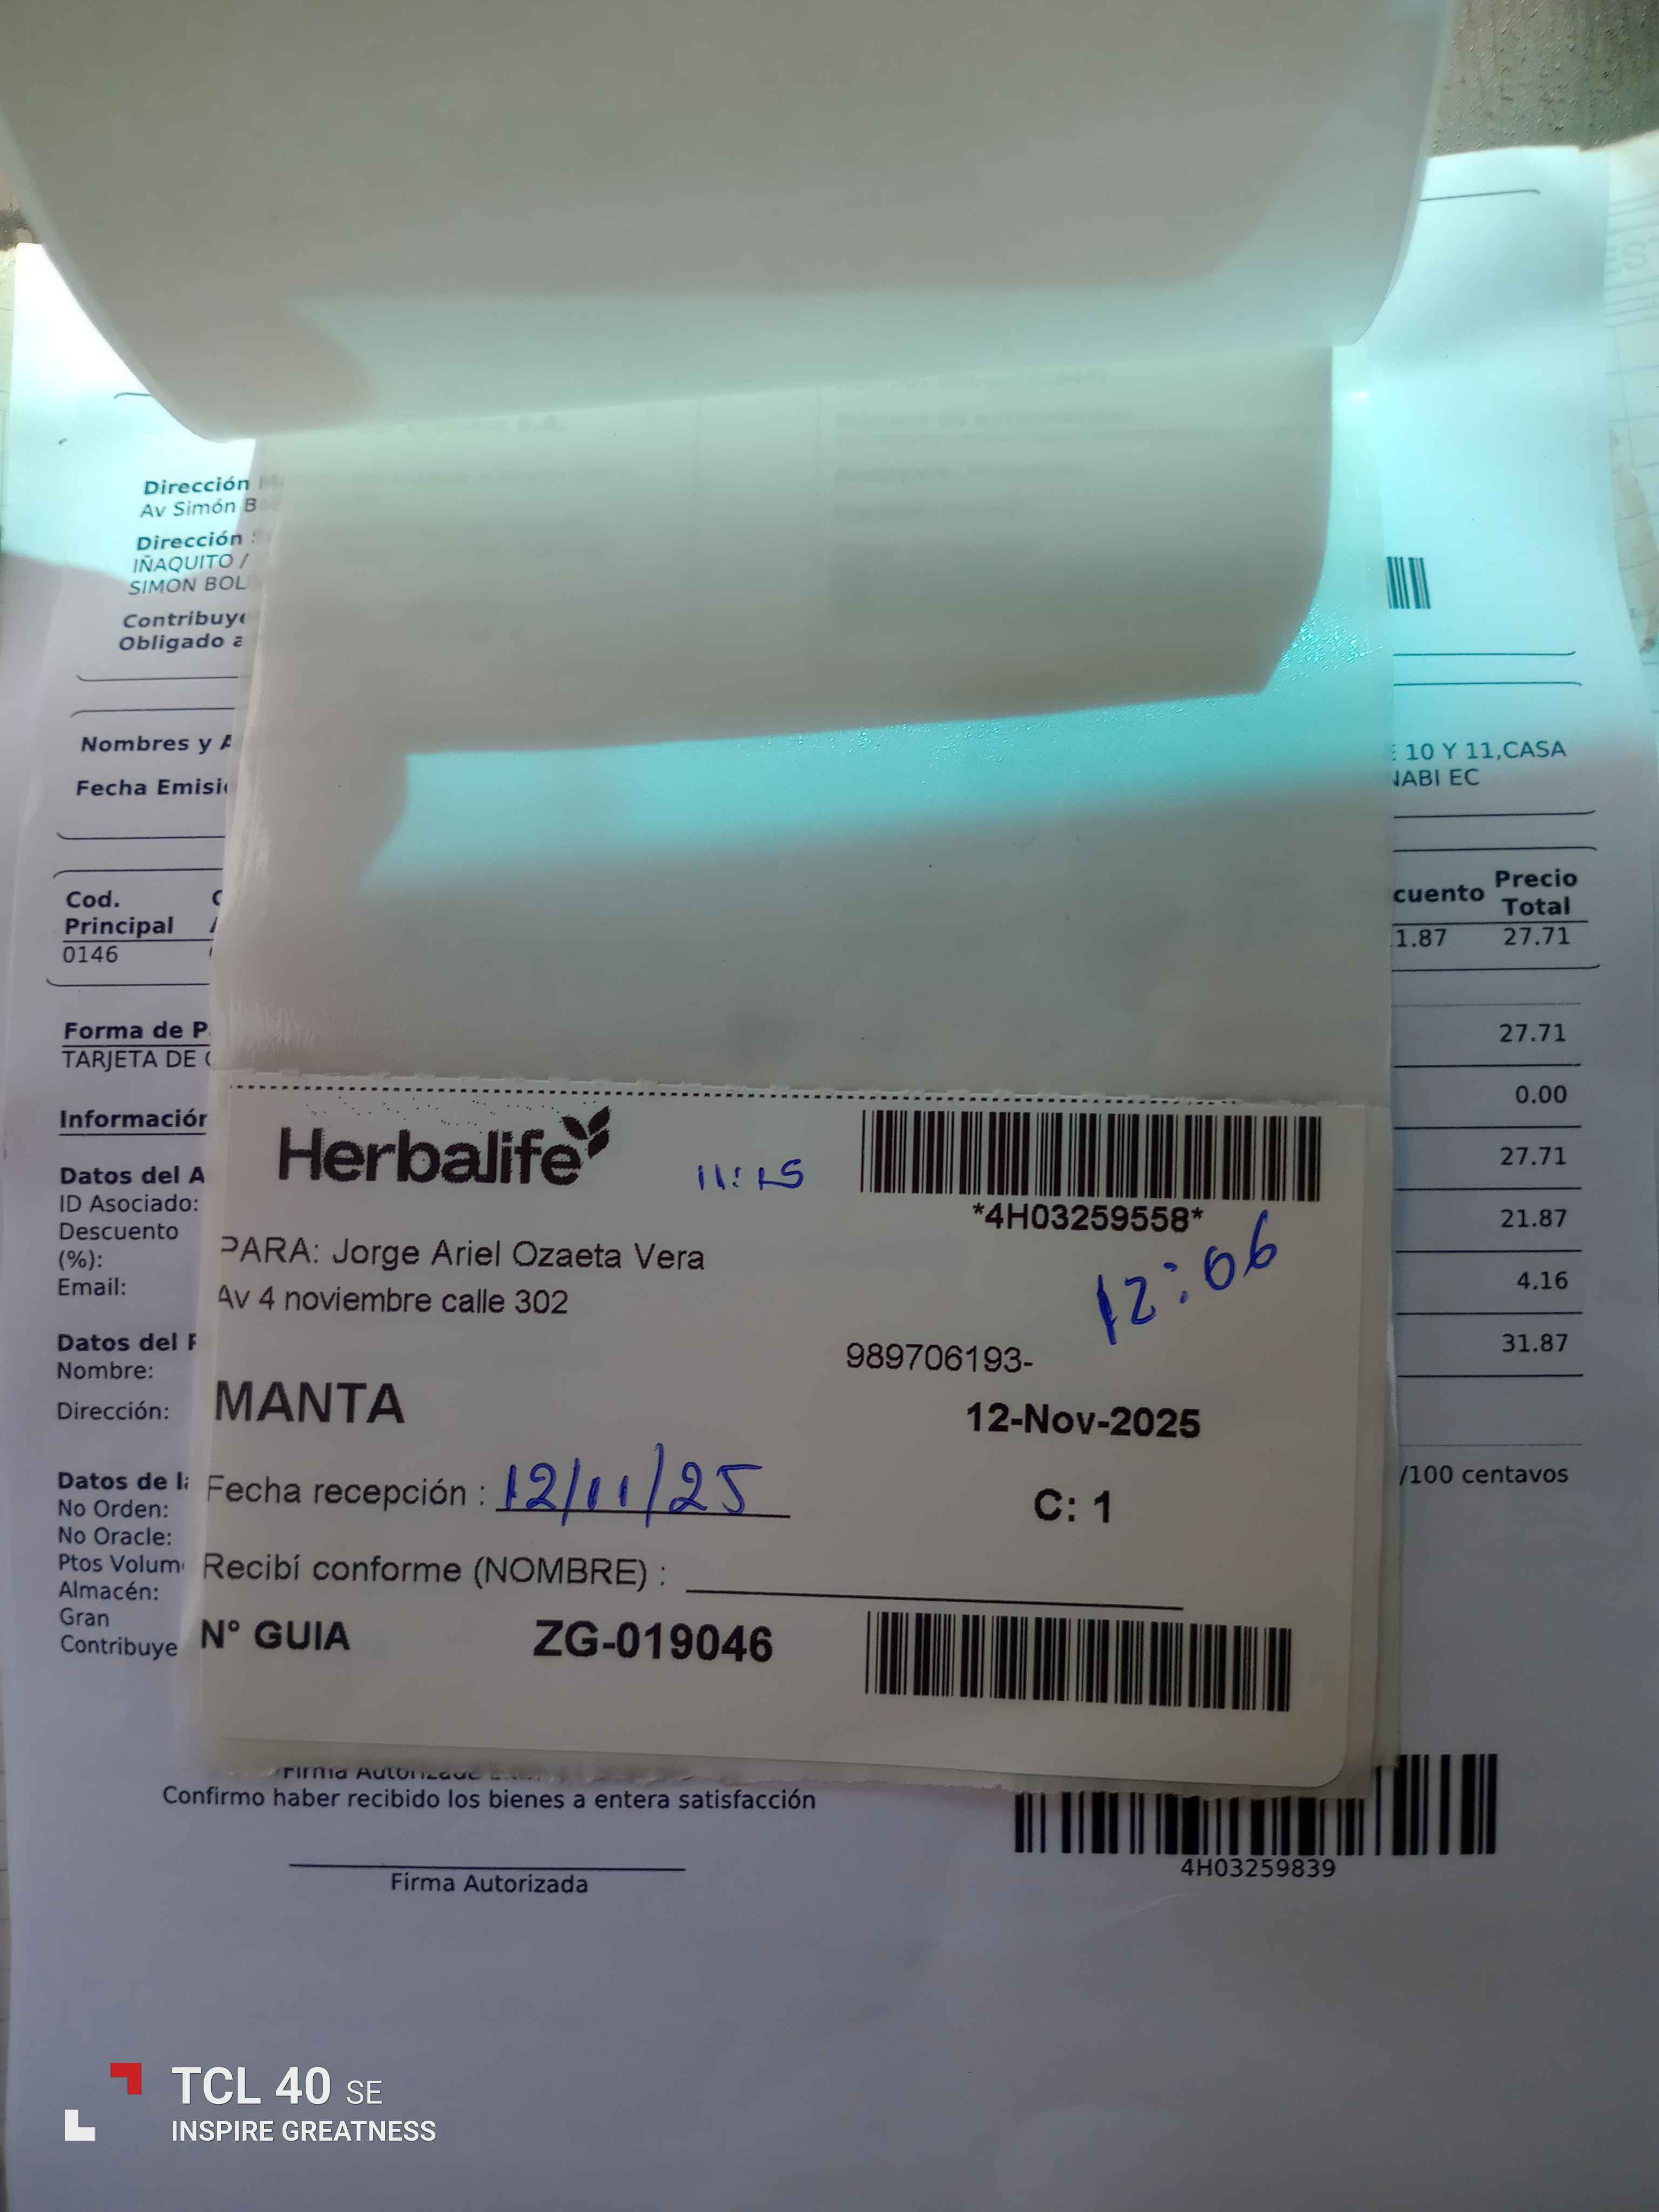 Dirección
Av Simón B
Dirección
IÑAQUITO /
SIMON BOL
Contribuye
Obligado a
Nombres y A
Fecha Emisi
10 Y 11,CASA
NABI EC
Cod.
Principal
cuento
Precio
Total
0146
1.87 27.71
Forma de P
TARJETA DE
27.71
0.00
Información
27.71
Datos del A
ID Asociado:
21.87
Descuento
(%):
Email:
4.16
Datos del
Nombre:
31.87
Dirección:
/100 centavos
Datos de la
No Orden:
No Oracle:
Ptos Volum
Almacén:
Gran
Contribuye
Herbalife
11:15
*4H03259558*
12:06
PARA: Jorge Ariel Ozaeta Vera
Av 4 noviembre calle 302
989706193-
MANTA
12-Nov-2025
Fecha recepción : 12/11/25
C: 1
Recibí conforme (NOMBRE) :
N° GUIA ZG-019046
Firma Autorizada
Confirmo haber recibido los bienes a entera satisfacción
Firma Autorizada
4H03259839
TCL 40 SE
INSPIRE GREATNESS